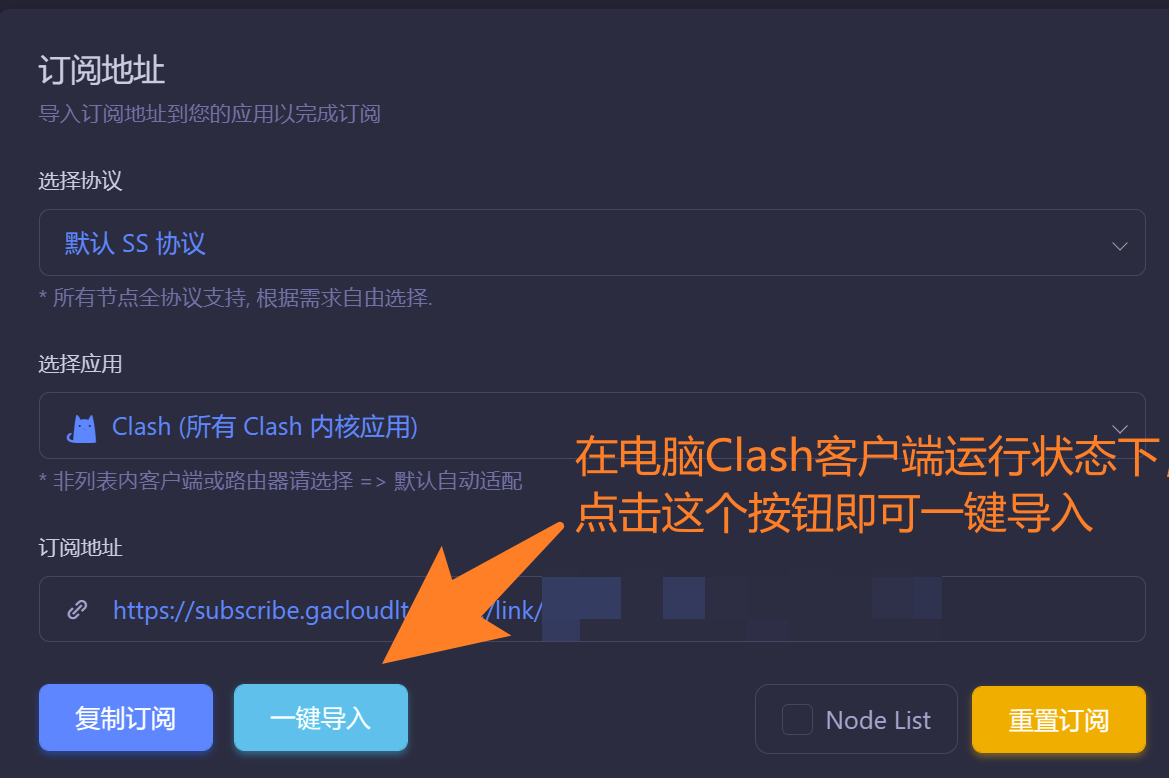 订阅地址
导入订阅地址到您的应用以完成订阅
选择协议
默认 SS 协议
* 所有节点全协议支持, 根据需求自由选择.
选择应用
Clash (所有 Clash 内核应用)
* 非列表内客户端或路由器请选择 => 默认自动适配
在电脑Clash客户端运行状态下,
点击这个按钮即可一键导入
订阅地址
https://subscribe.gacloudlt /link/
复制订阅
一键导入
Node List
重置订阅